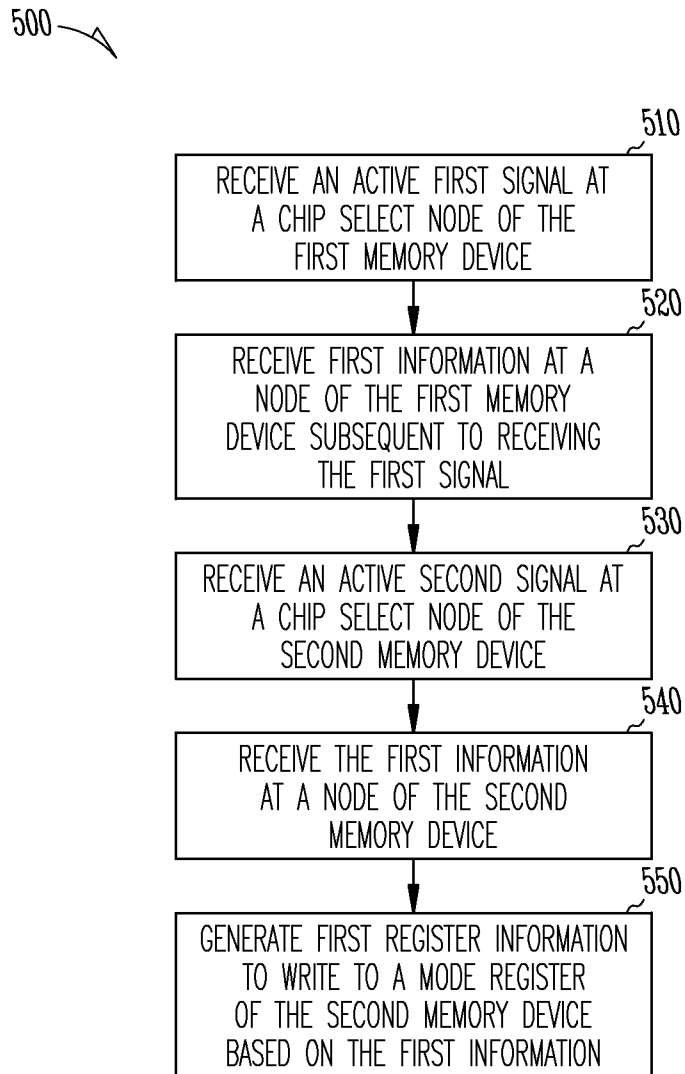 500
510
RECEIVE AN ACTIVE FIRST SIGNAL AT
A CHIP SELECT NODE OF THE
FIRST MEMORY DEVICE
520
RECEIVE FIRST INFORMATION AT A
NODE OF THE FIRST MEMORY
DEVICE SUBSEQUENT TO RECEIVING
THE FIRST SIGNAL
530
RECEIVE AN ACTIVE SECOND SIGNAL AT
A CHIP SELECT NODE OF THE
SECOND MEMORY DEVICE
540
RECEIVE THE FIRST INFORMATION
AT A NODE OF THE SECOND
MEMORY DEVICE
550
GENERATE FIRST REGISTER INFORMATION
TO WRITE TO A MODE REGISTER
OF THE SECOND MEMORY DEVICE
BASED ON THE FIRST INFORMATION